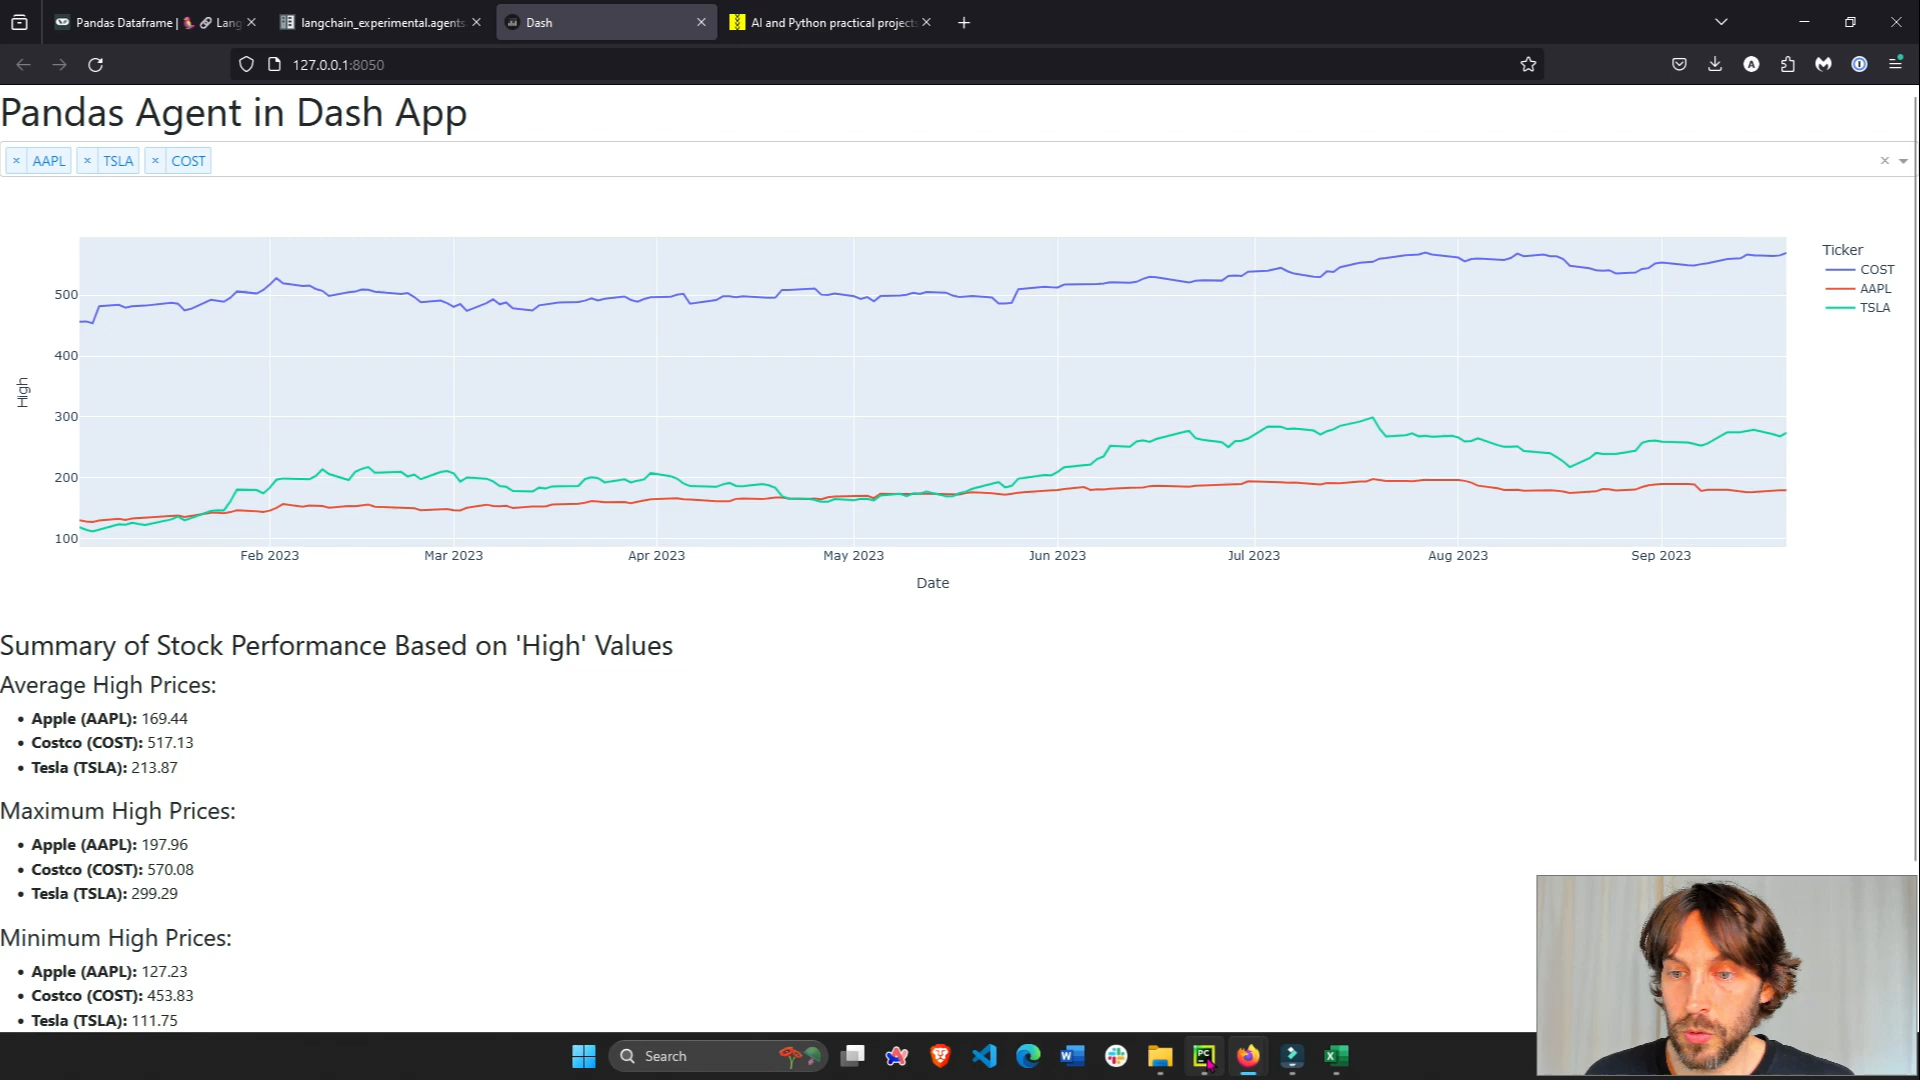 Pandas Dataframe | 🦜🔗 Lang
langchain_experimental.agents
Dash
AI and Python practical projects
127.0.0.1:8050
Pandas Agent in Dash App
× AAPL × TSLA × COST
Ticker
COST
AAPL
TSLA
High
500
400
300
200
100
Feb 2023 Mar 2023 Apr 2023 May 2023 Jun 2023 Jul 2023 Aug 2023 Sep 2023
Date
Summary of Stock Performance Based on 'High' Values
Average High Prices:
• Apple (AAPL): 169.44
• Costco (COST): 517.13
• Tesla (TSLA): 213.87
Maximum High Prices:
• Apple (AAPL): 197.96
• Costco (COST): 570.08
• Tesla (TSLA): 299.29
Minimum High Prices:
• Apple (AAPL): 127.23
• Costco (COST): 453.83
• Tesla (TSLA): 111.75
Search